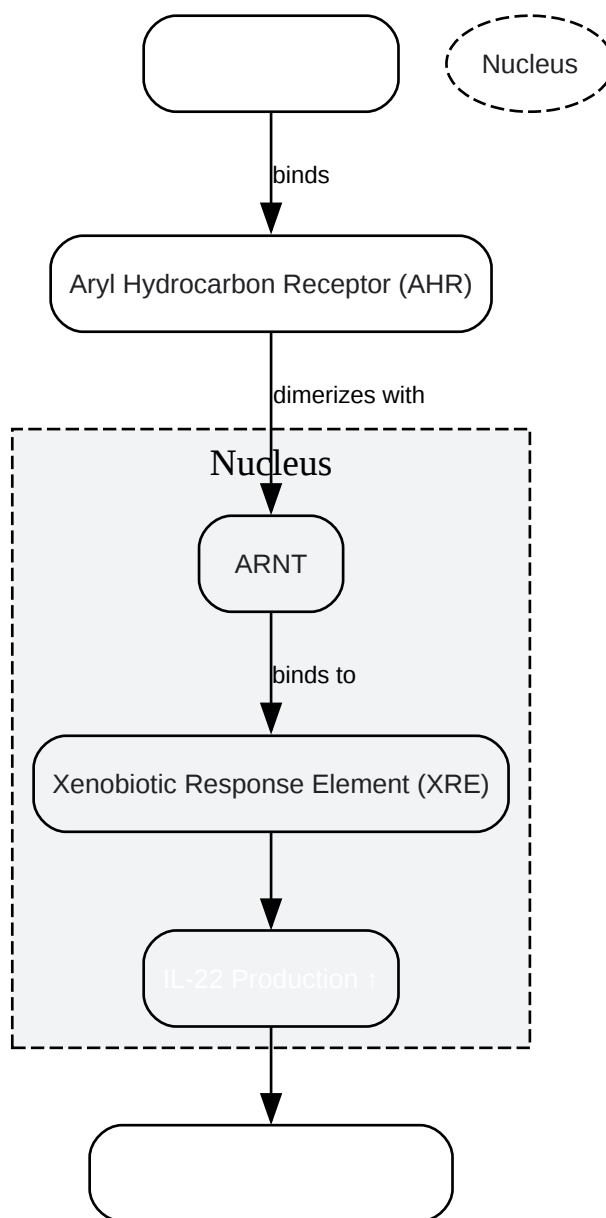 Nucleus
binds
Aryl Hydrocarbon Receptor (AHR)
dimerizes with
Nucleus
ARNT
binds to
Xenobiotic Response Element (XRE)
IL-22 Production ↑